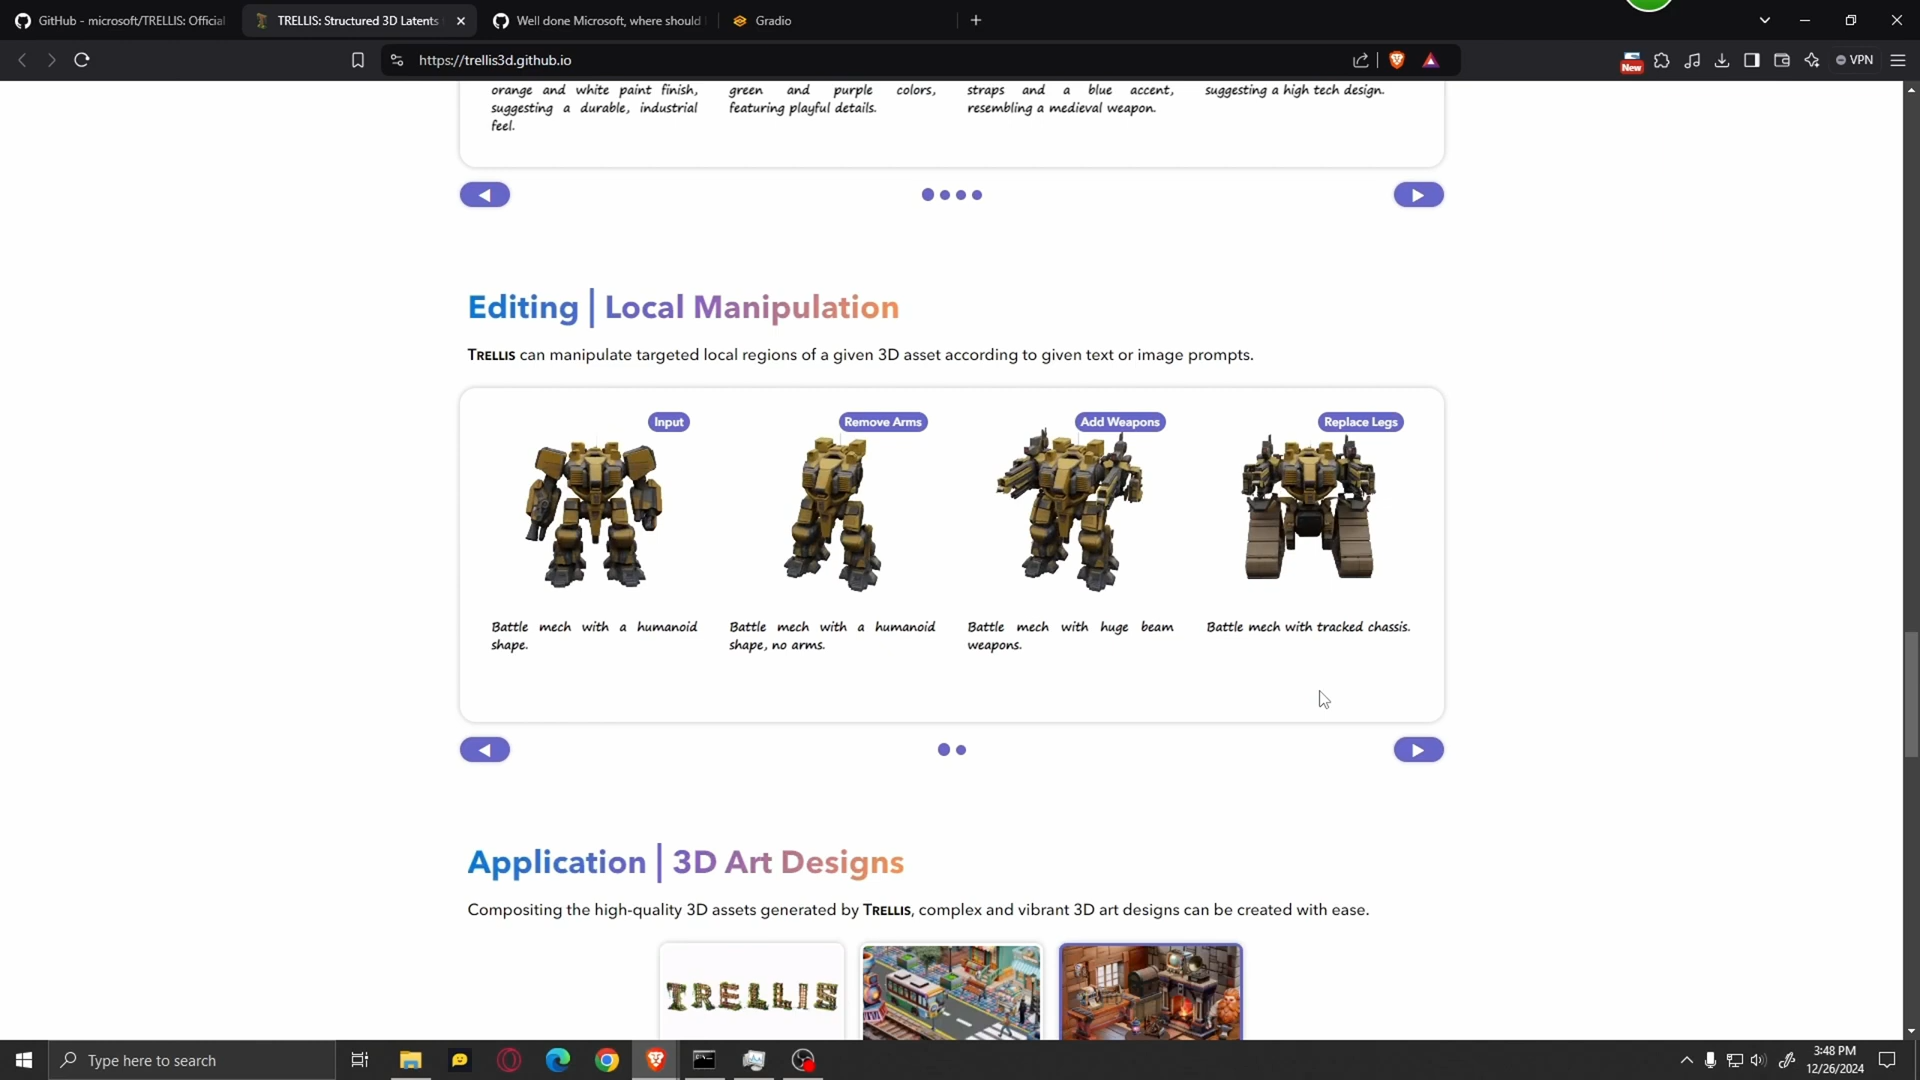 GitHub - microsoft/TRELLIS: Official
TRELLIS: Structured 3D Latents
Well done Microsoft, where should
Gradio
https://trellis3d.github.io
New
VPN
orange and white paint finish,
suggesting a durable, industrial
feel.
green and purple colors,
featuring playful details.
straps and a blue accent,
resembling a medieval weapon.
suggesting a high tech design.
Editing | Local Manipulation
TRELLIS can manipulate targeted local regions of a given 3D asset according to given text or image prompts.
Input
Remove Arms
Add Weapons
Replace Legs
Battle mech with a humanoid
shape.
Battle mech with a humanoid
shape, no arms.
Battle mech with huge beam
weapons.
Battle mech with tracked chassis.
Application | 3D Art Designs
Compositing the high-quality 3D assets generated by TRELLIS, complex and vibrant 3D art designs can be created with ease.
TRELLIS
Type here to search
3:48 PM
12/26/2024